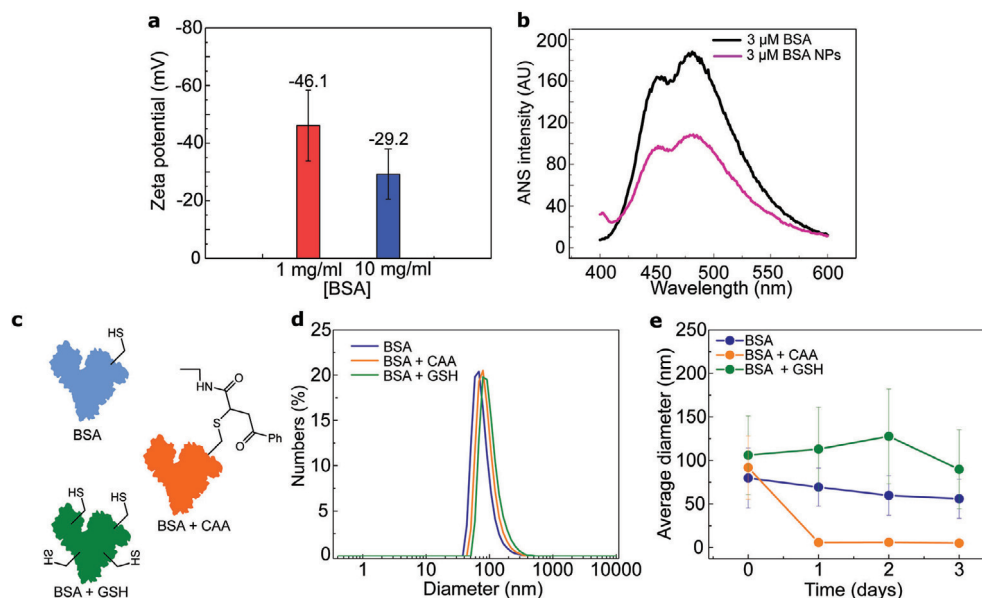 a
-80
-60
-40
-20
0
Zeta potential (mV)
-46.1
-29.2
1 mg/ml 10 mg/ml
[BSA]
b
200
160
120
80
40
0
ANS intensity (AU)
3 µM BSA
3 µM BSA NPs
400 450 500 550 600
Wavelength (nm)
c
HS
BSA
HN
O
S
O
Ph
BSA + CAA
HS
HS
HS
HS
BSA + GSH
d
25
20
15
10
5
0
Numbers (%)
BSA
BSA + CAA
BSA + GSH
1 10 100 1000 10000
Diameter (nm)
e
250
200
150
100
50
0
Average diameter (nm)
BSA
BSA + CAA
BSA + GSH
0 1 2 3
Time (days)